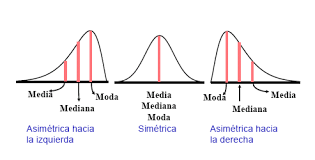 Media
Mediana
Moda
Media
Mediana
Moda
Moda
Mediana
Media
Asimétrica hacia
la izquierda
Simétrica
Asimétrica hacia
la derecha